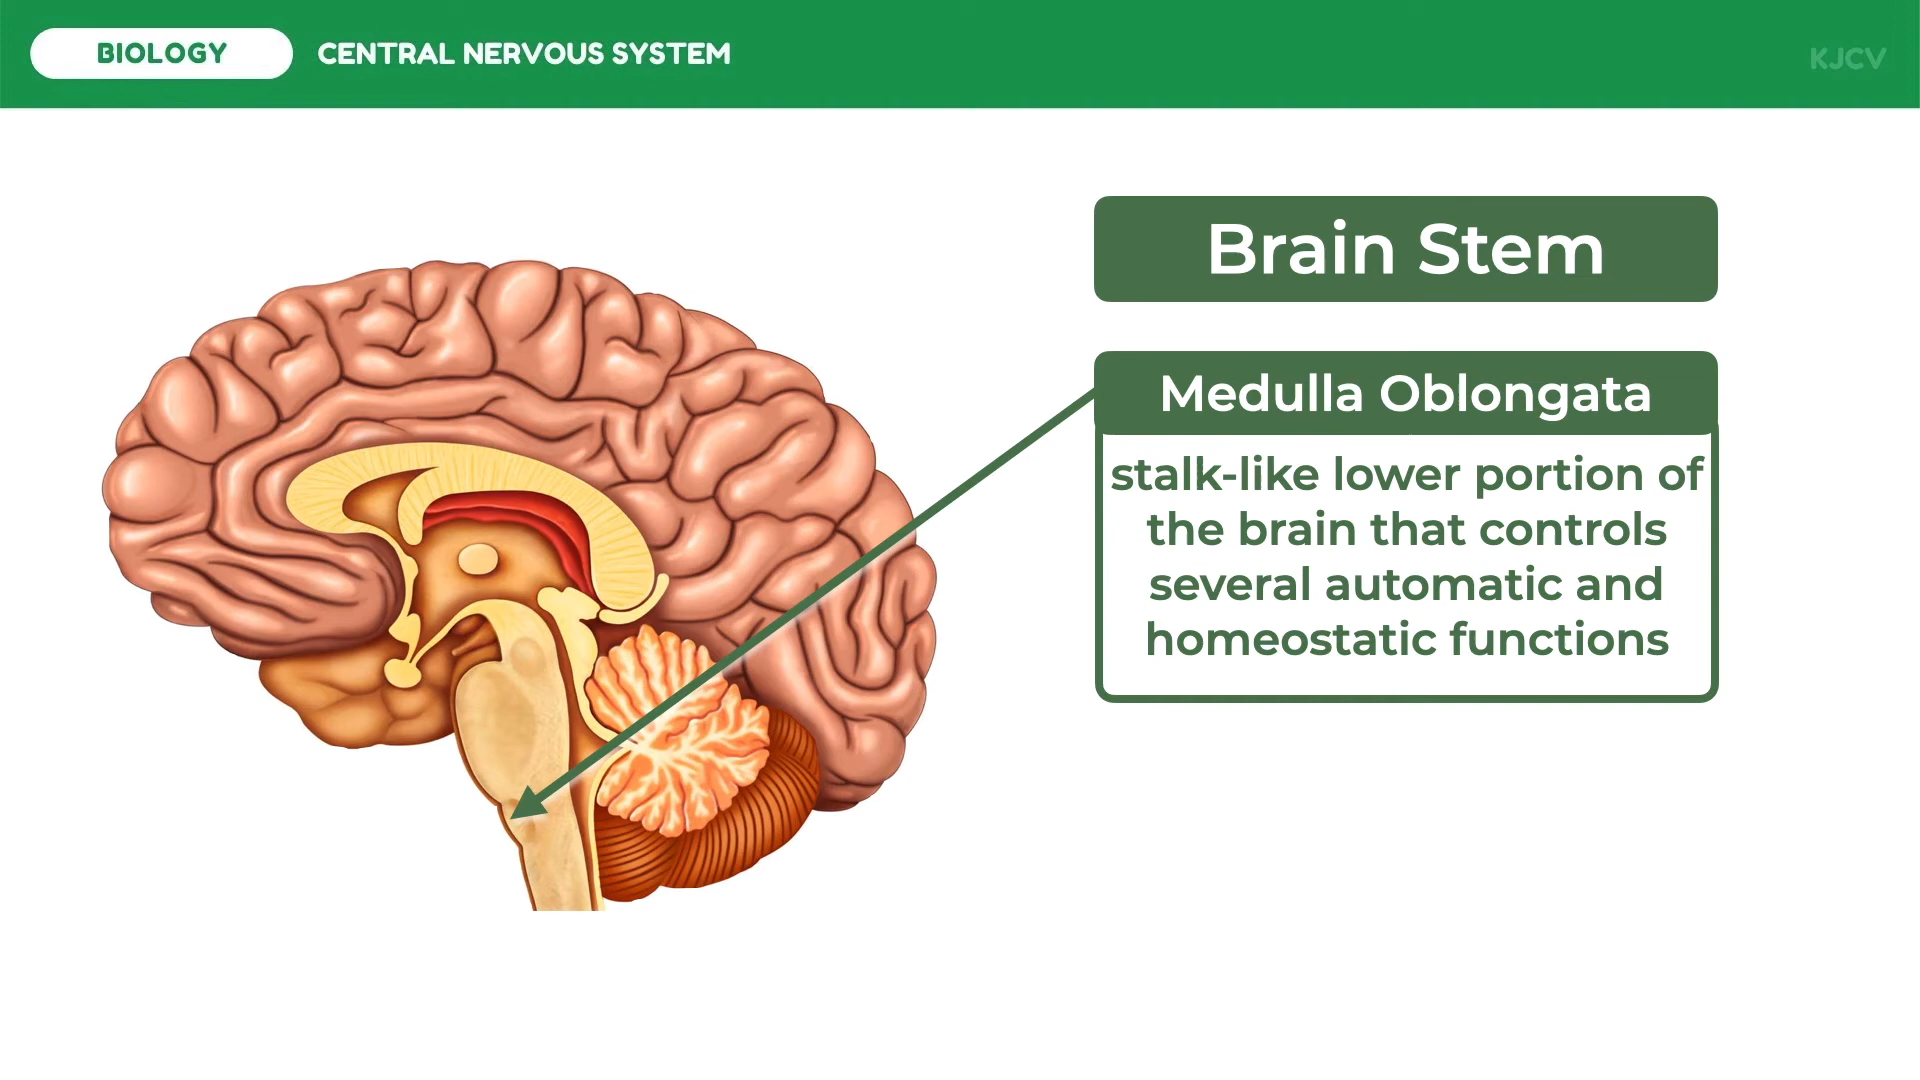 BIOLOGY
CENTRAL NERVOUS SYSTEM
KJCV
Brain Stem
Medulla Oblongata
stalk-like lower portion of
the brain that controls
several automatic and
homeostatic functions